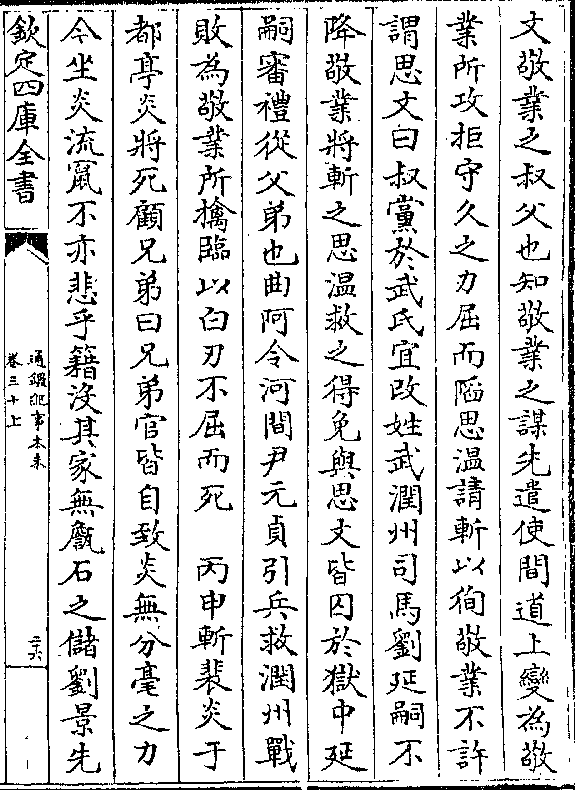 文敬業之叔父也知敬業之謀先遣使間道上變為敬
業所攻拒守久之力屈而陷思温請斬以徇敬業不許
謂思文曰叔黨於武氏宜改姓武潤州司馬劉延嗣不
降敬業將斬之思温救之得免與思文皆囚於獄中延
嗣審禮從父弟也曲阿令河間尹元貞引兵救潤州戰
敗為敬業所擒臨以白刃不屈而死　丙申斬裴炎于
都亭炎將死顧兄弟曰兄弟官皆自致炎無分毫之力
今坐炎流竄不亦悲乎籍沒其家無甔石之儲劉景先
欽定四庫全書
通鑑紀事本末
卷三十上
二六